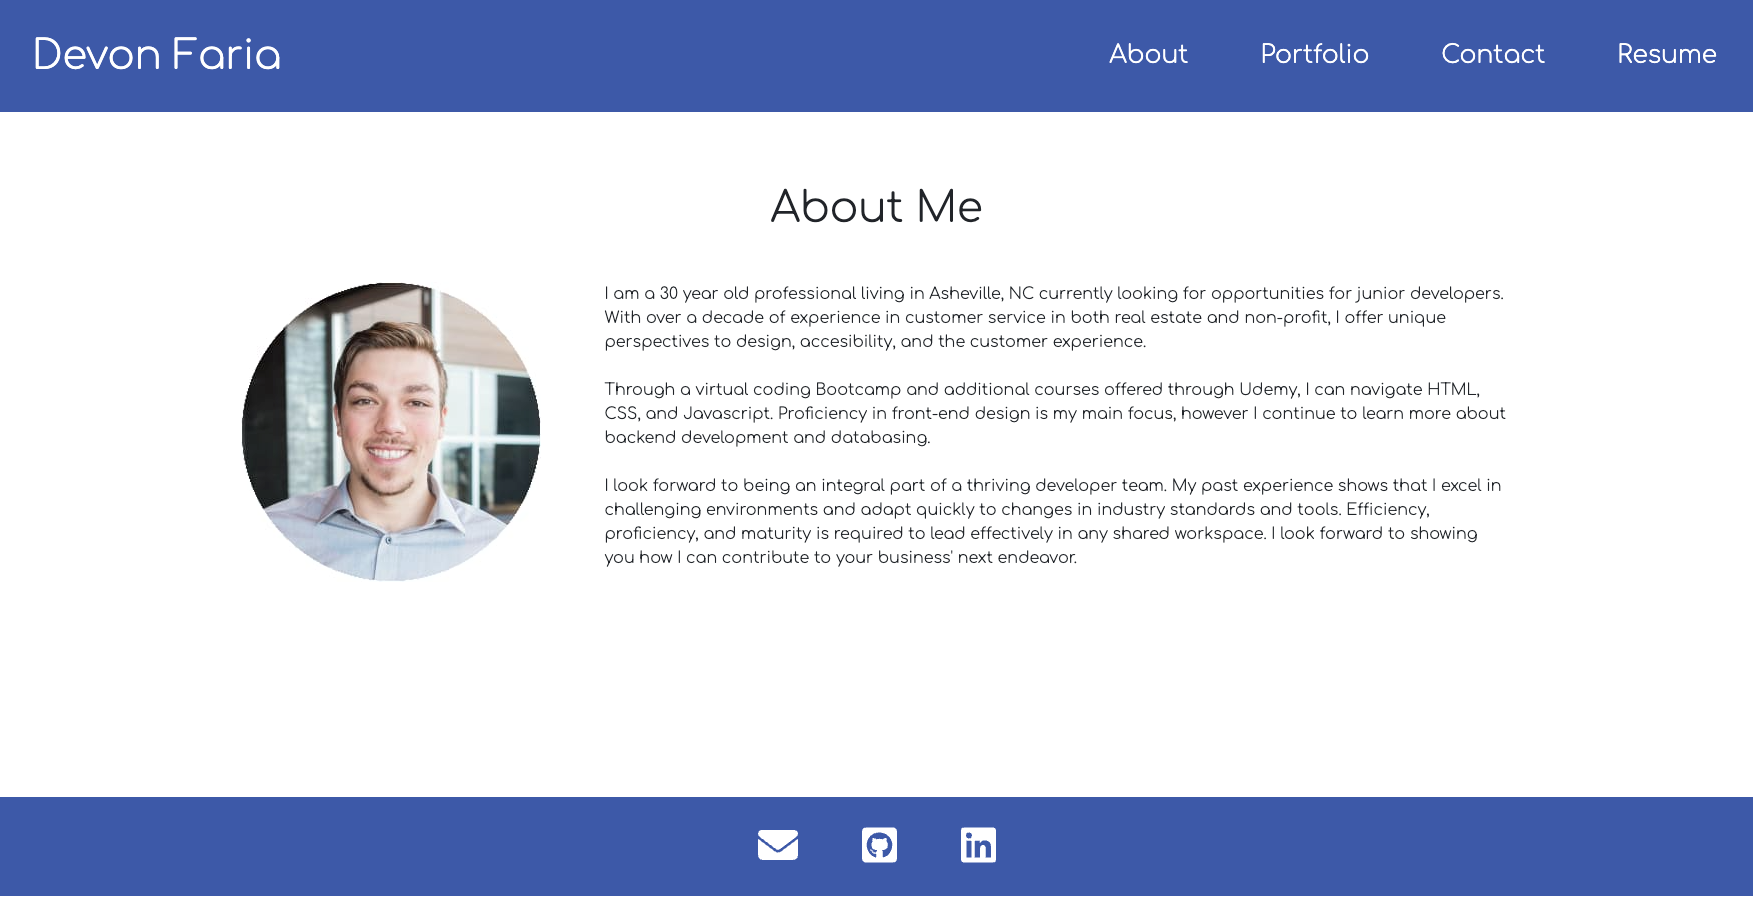 Devon Faria
About Portfolio Contact Resume
About Me
I am a 30 year old professional living in Asheville, NC currently looking for opportunities for junior developers.
With over a decade of experience in customer service in both real estate and non-profit, I offer unique
perspectives to design, accesibility, and the customer experience.
Through a virtual coding Bootcamp and additional courses offered through Udemy, I can navigate HTML,
CSS, and Javascript. Proficiency in front-end design is my main focus, however I continue to learn more about
backend development and databasing.
I look forward to being an integral part of a thriving developer team. My past experience shows that I excel in
challenging environments and adapt quickly to changes in industry standards and tools. Efficiency,
proficiency, and maturity is required to lead effectively in any shared workspace. I look forward to showing
you how I can contribute to your business' next endeavor.
in